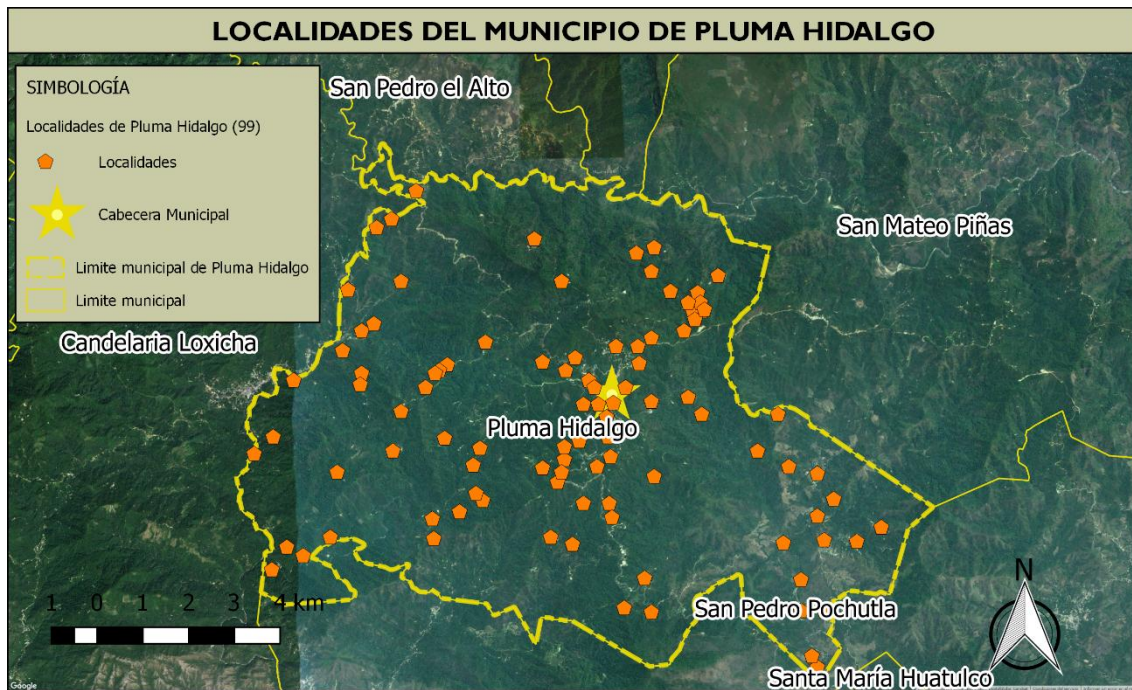 LOCALIDADES DEL MUNICIPIO DE PLUMA HIDALGO
SIMBOLOGÍA
Localidades de Pluma Hidalgo (99)
Localidades
Cabecera Municipal
Limite municipal de Pluma Hidalgo
Limite municipal
San Pedro el Alto
San Mateo Piñas
Candelaria Loxicha
Pluma Hidalgo
San Pedro Pochutla
Santa María Huatulco
1 0 1 2 3 4 km
N
Google